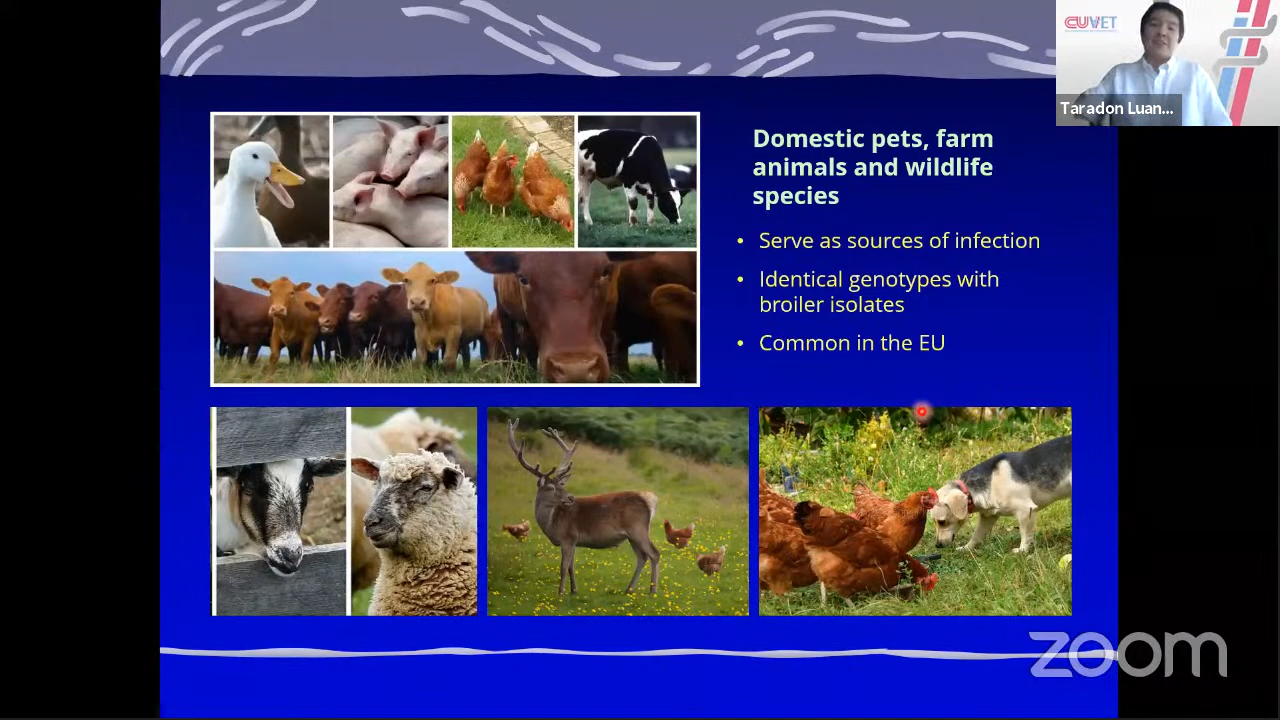 CUVET
Taradon Luan...
Domestic pets, farm
animals and wildlife
species
• Serve as sources of infection
• Identical genotypes with
broiler isolates
• Common in the EU
zoom